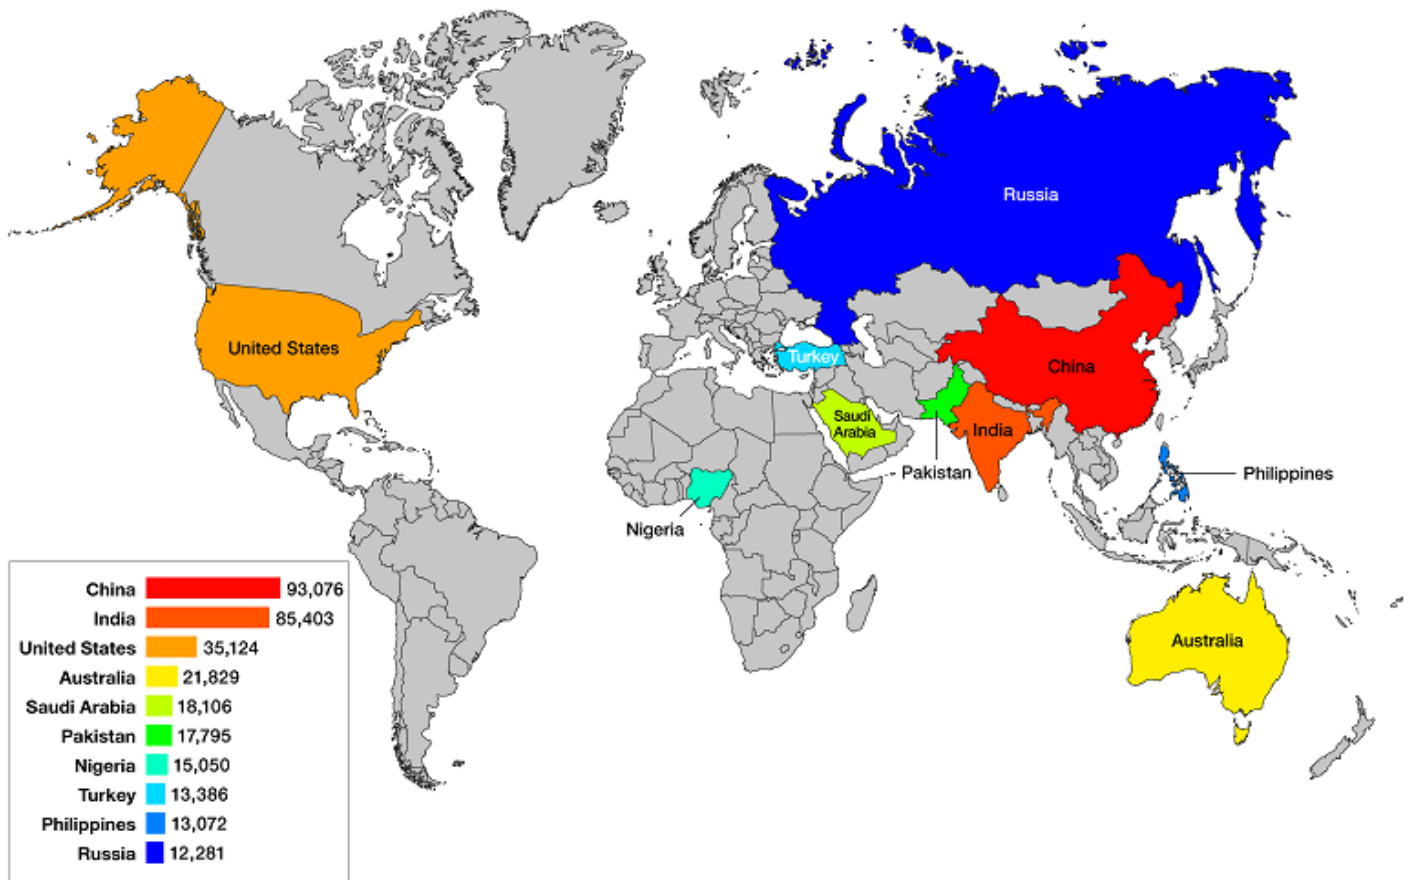 Russia
United States
Turkey
China
Saudi
Arabia
India
Pakistan
Philippines
Nigeria
Australia
China 93,076
India 85,403
United States 35,124
Australia 21,829
Saudi Arabia 18,106
Pakistan 17,795
Nigeria 15,050
Turkey 13,386
Philippines 13,072
Russia 12,281